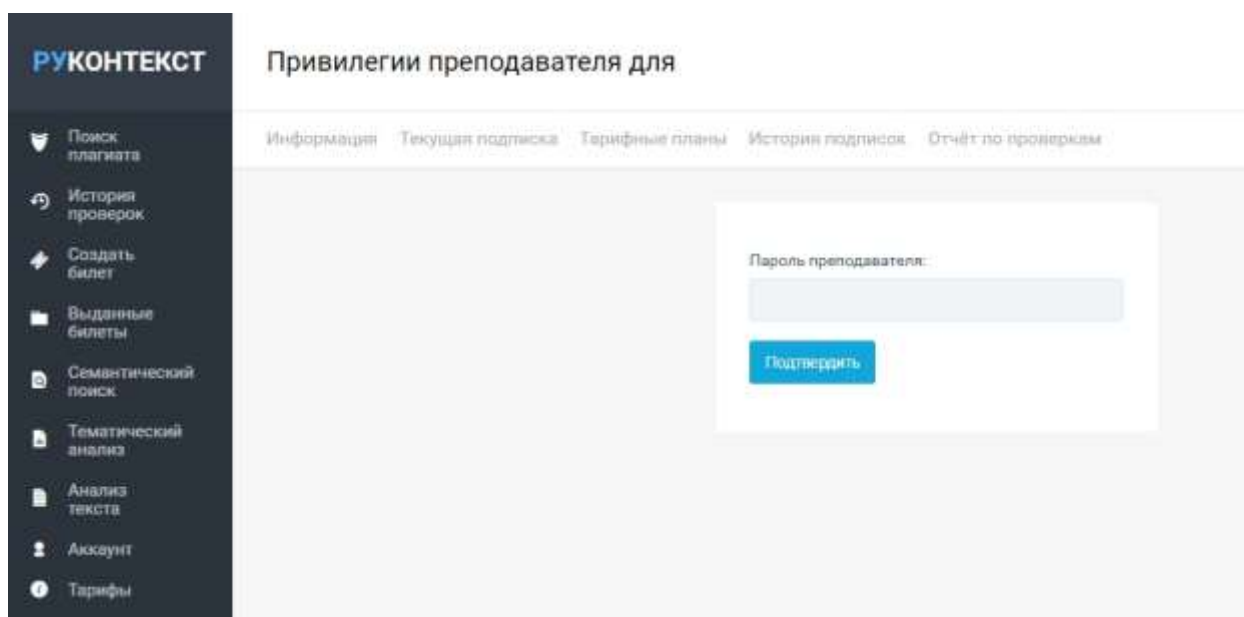 РУКОНТЕКСТ
Привилегии преподавателя для
Поиск
плагиата
История
проверок
Создать
билет
Выданные
билеты
Семантический
поиск
Тематический
анализ
Анализ
текста
Аккаунт
Тарифы
Информация Текущая подписка Тарифные планы История подписок Отчёт по проверкам
Пароль преподавателя:
Подтвердить